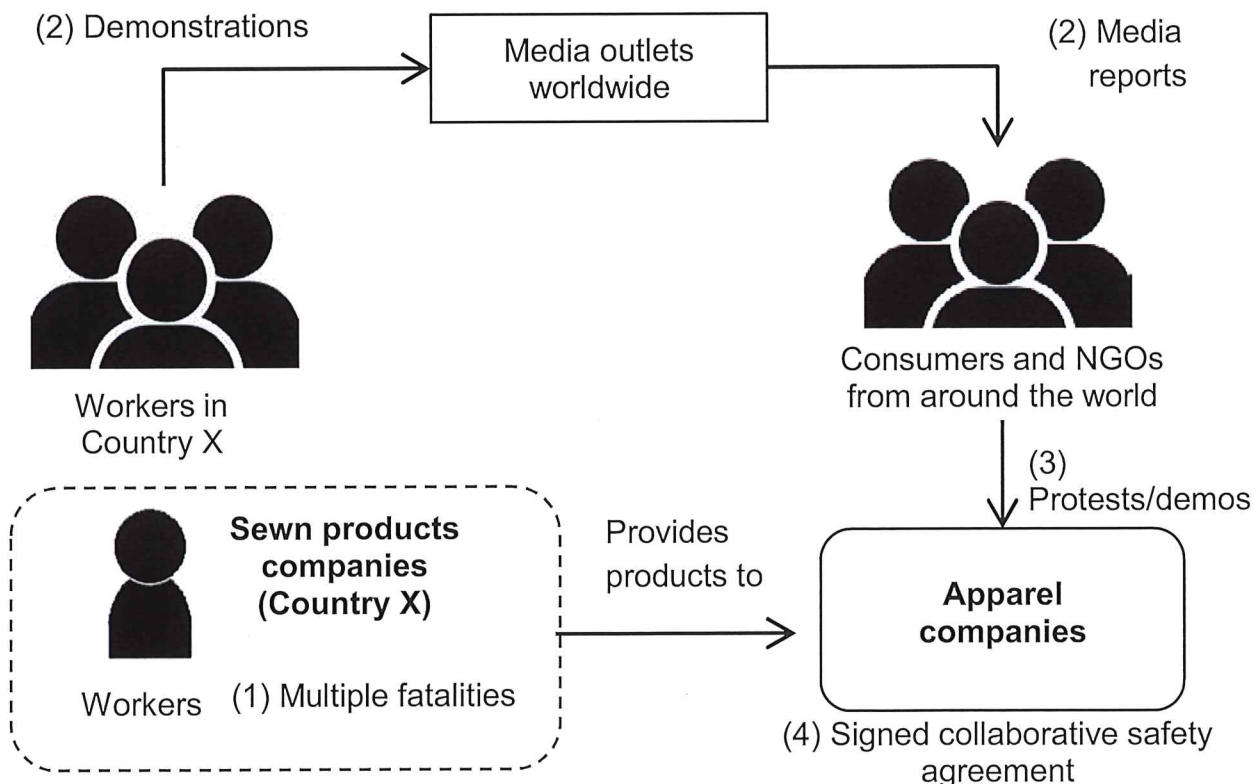 (2) Demonstrations
Media outlets
worldwide
(2) Media
reports
Workers in
Country X
Consumers and NGOs
from around the world
(3)
Protests/demos
Sewn products
companies
(Country X)
Workers
(1) Multiple fatalities
Provides
products to
Apparel
companies
(4) Signed collaborative safety
agreement